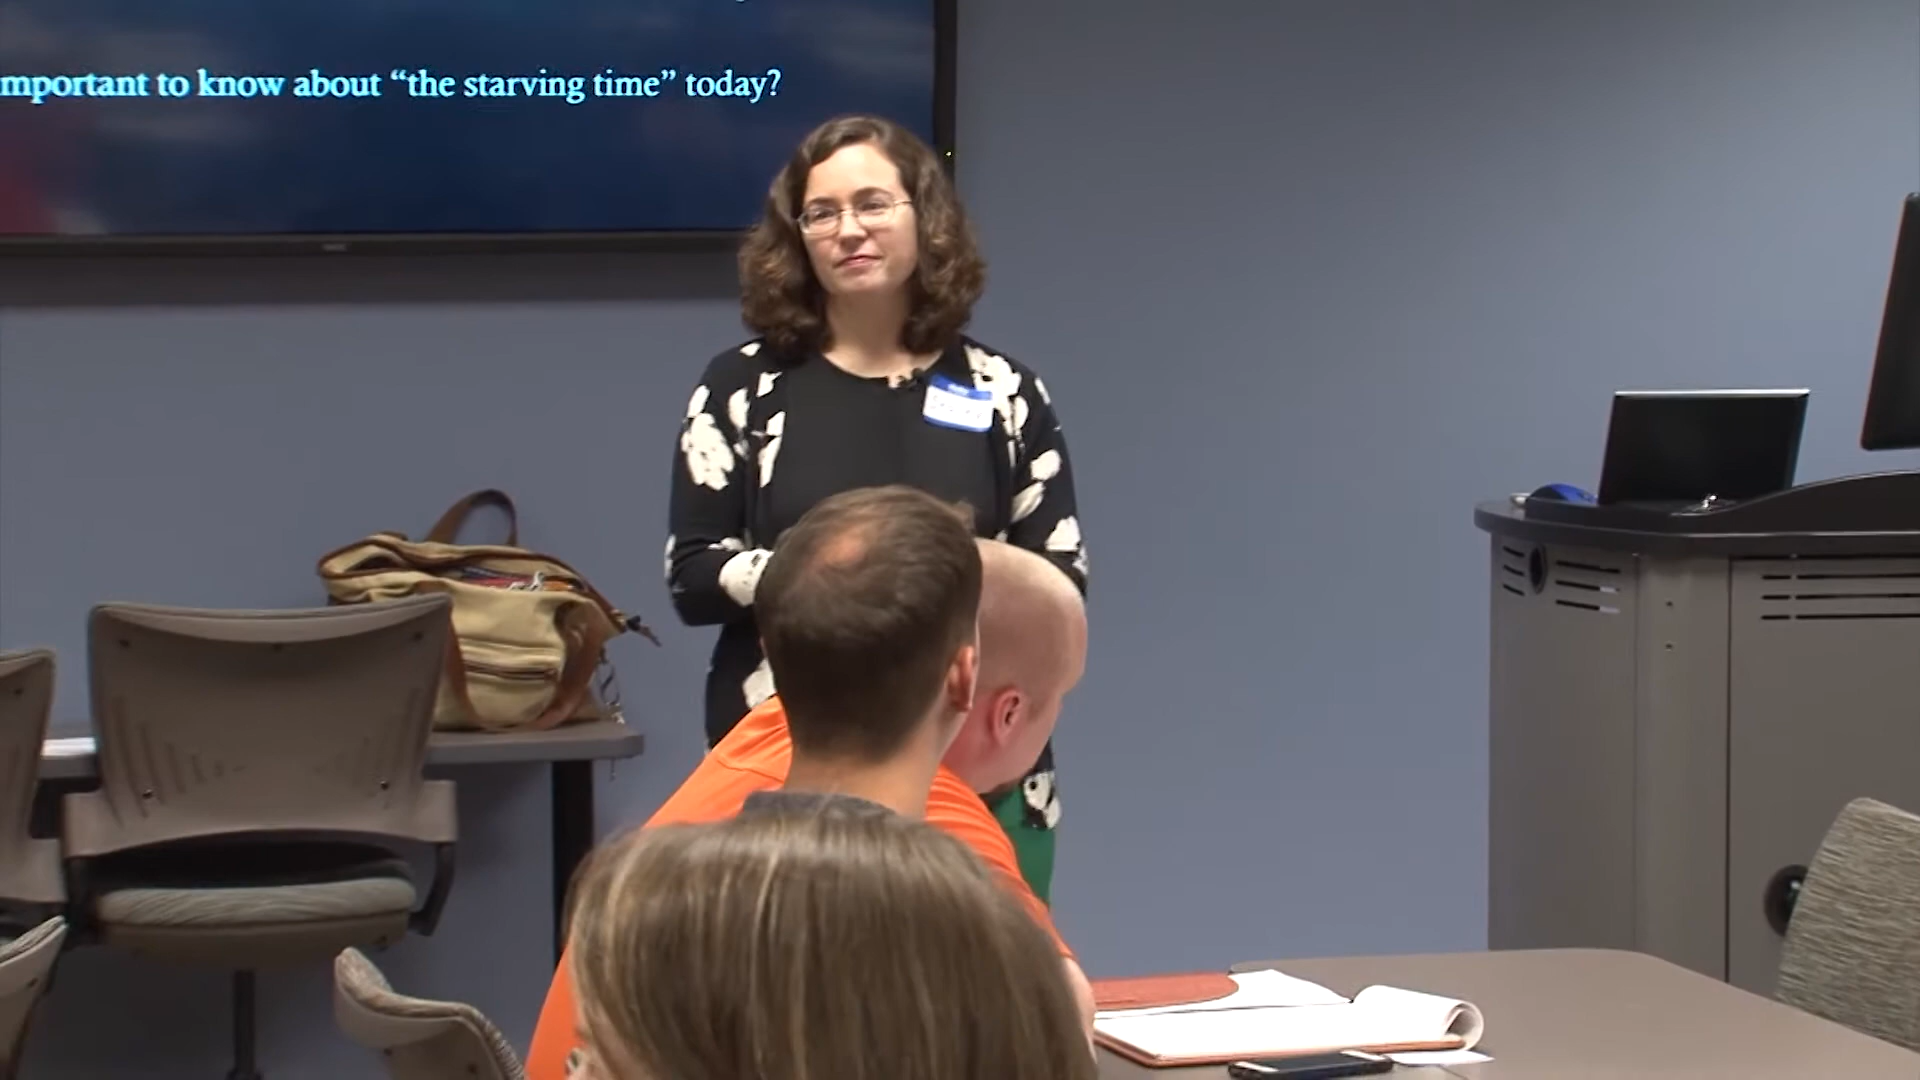 mportant to know about “the starving time” today?